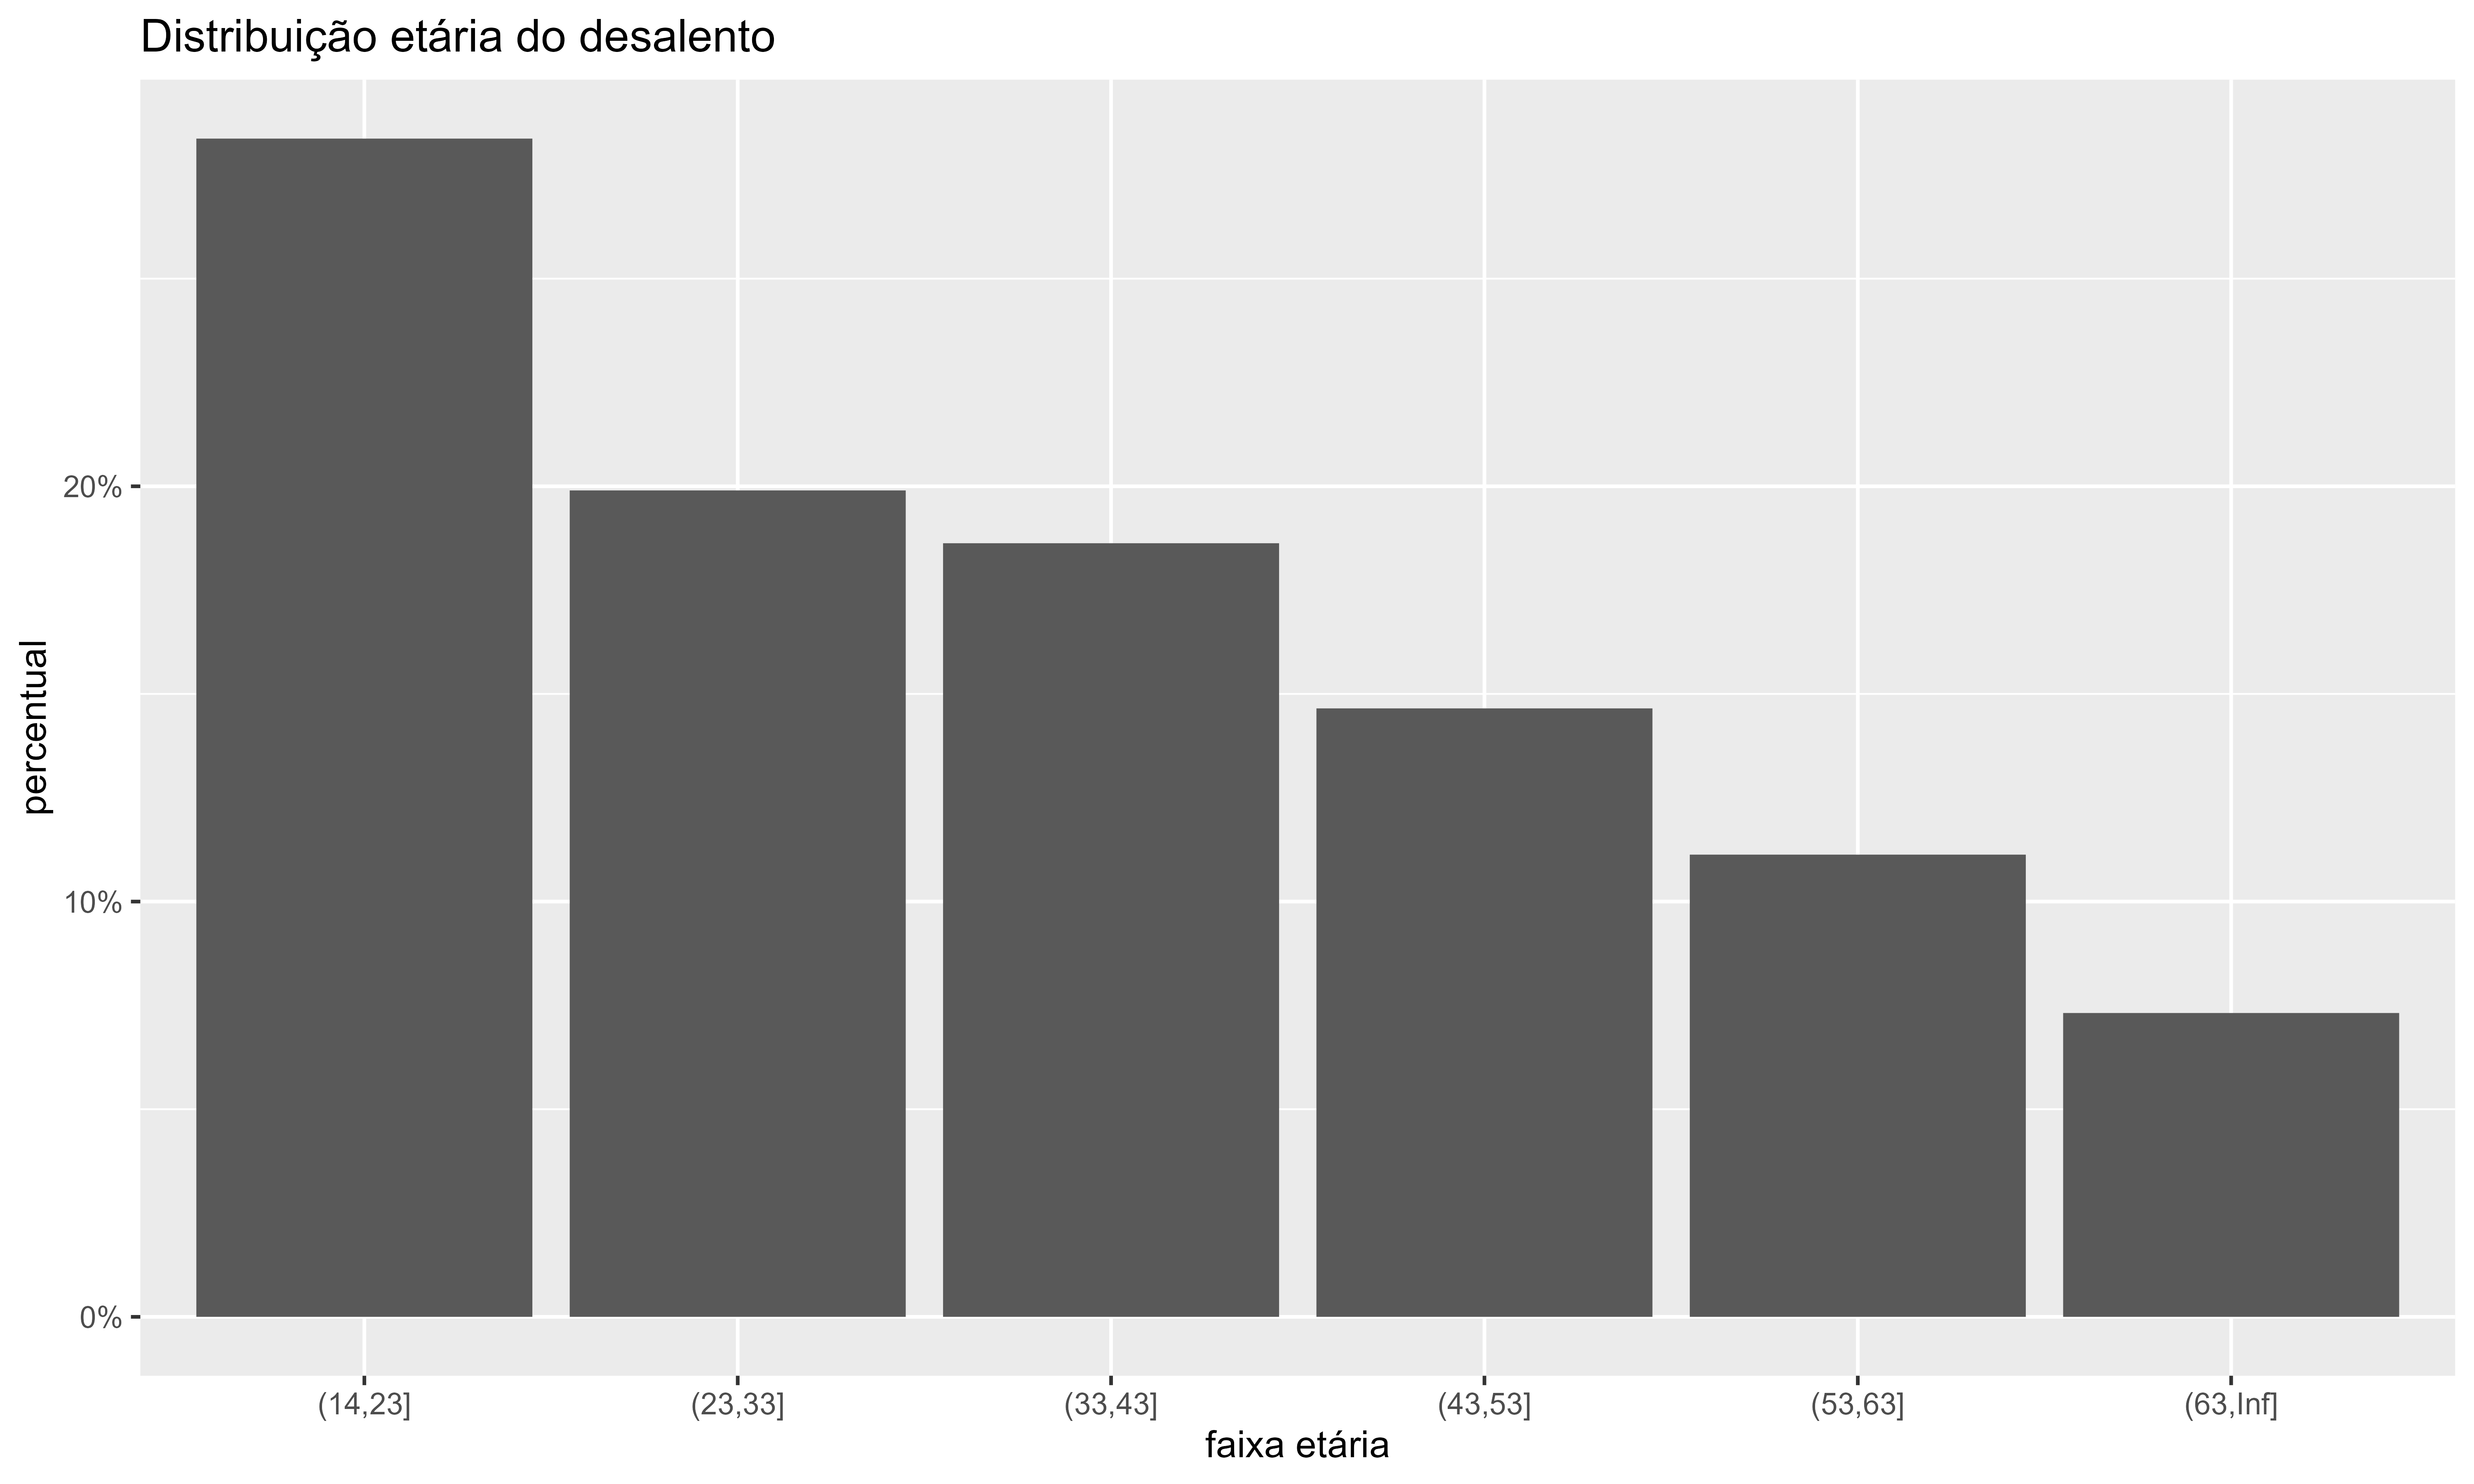 Distribuição etária do desalento
percentual
20%
10%
0%
(14,23]
(23,33]
(33,43]
(43,53]
(53,63]
(63,Inf]
faixa etária